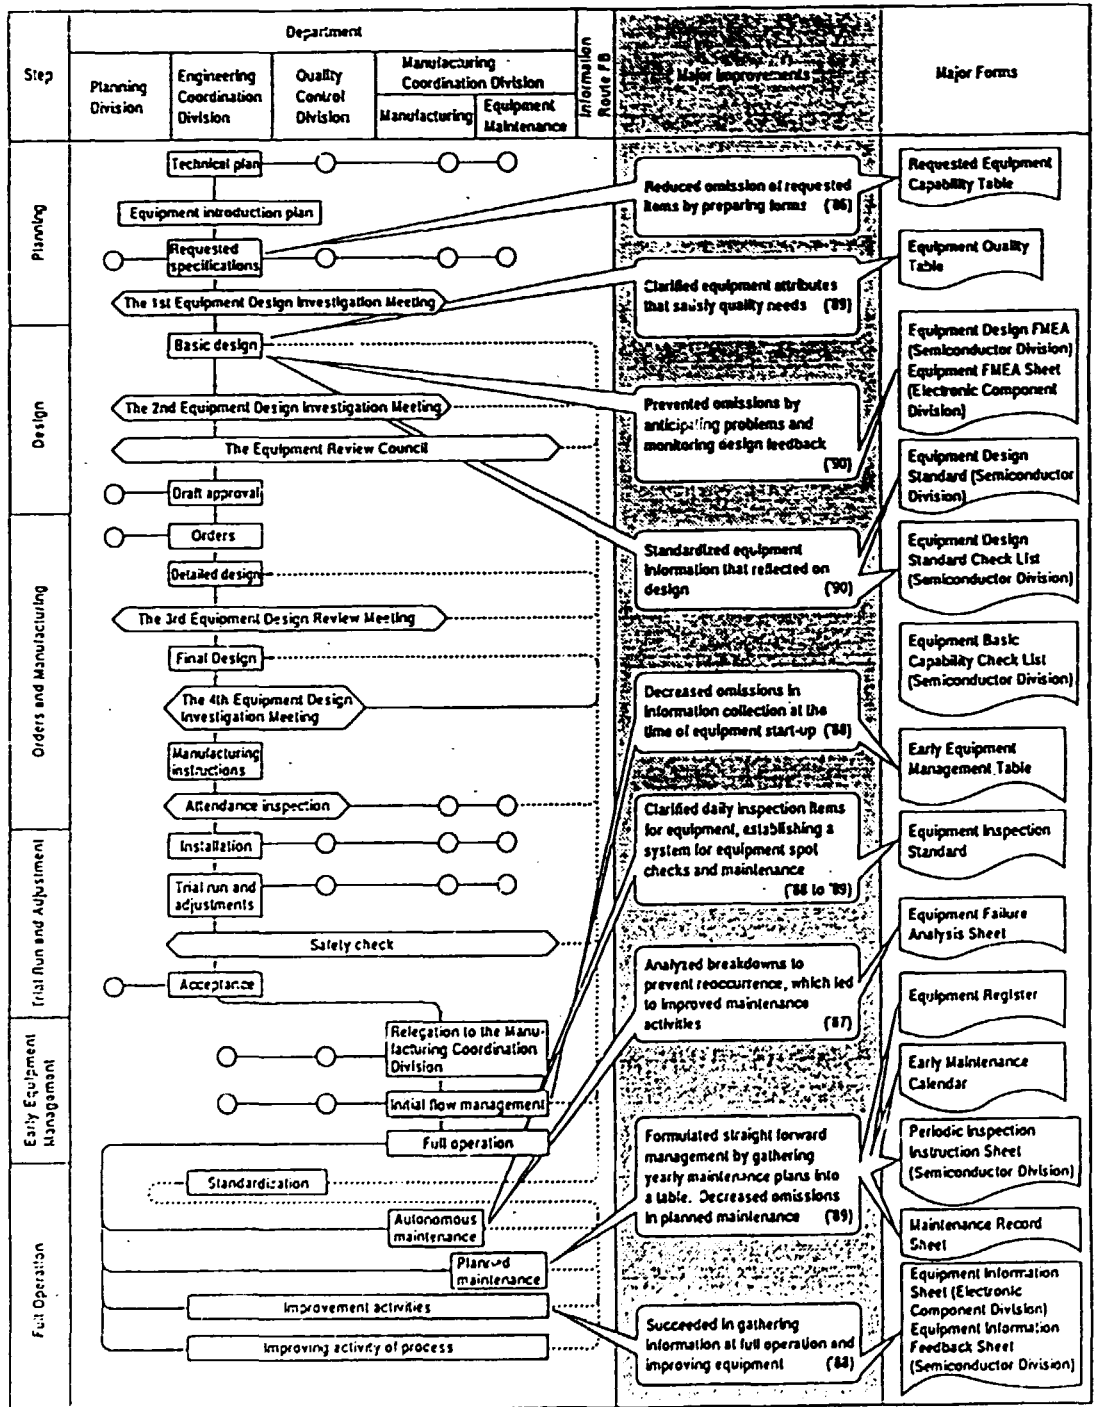 Step
Department
Planning
Division
Engineering
Coordination
Division
Quality
Control
Division
Manufacturing
Coordination Division
Manufacturing
Equipment
Maintenance
Information
Route FB
Major Improvements
Major Forms
Planning
Technical plan
Equipment introduction plan
Requested
specifications
The 1st Equipment Design Investigation Meeting
Design
Basic design
The 2nd Equipment Design Investigation Meeting
The Equipment Review Council
Draft approval
Orders and Manufacturing
Orders
Detailed design
The 3rd Equipment Design Review Meeting
Final Design
The 4th Equipment Design
Investigation Meeting
Manufacturing
instructions
Attendance inspection
Trial Run and Adjustment
Installation
Trial run and
adjustments
Safety check
Acceptance
Early Equipment
Management
Relegation to the Manu-
facturing Coordination
Division
Initial flow management
Full operation
Full Operation
Standardization
Autonomous
maintenance
Planned
maintenance
Improvement activities
Improving activity of process
Reduced omission of requested
items by preparing forms ('86)
Clarified equipment attributes
that satisfy quality needs ('89)
Prevented omissions by
anticipating problems and
monitoring design feedback
('90)
Standardized equipment
information that reflected on
design ('90)
Decreased omissions in
information collection at the
time of equipment start-up ('88)
Clarified daily inspection items
for equipment, establishing a
system for equipment spot
checks and maintenance
('88 to '89)
Analyzed breakdowns to
prevent reoccurrence, which led
to improved maintenance
activities ('87)
Formulated straight forward
management by gathering
yearly maintenance plans into
a table. Decreased omissions
in planned maintenance ('89)
Succeeded in gathering
information at full operation and
improving equipment ('88)
Requested Equipment
Capability Table
Equipment Quality
Table
Equipment Design FMEA
(Semiconductor Division)
Equipment FMEA Sheet
(Electronic Component
Division)
Equipment Design
Standard (Semiconductor
Division)
Equipment Design
Standard Check List
(Semiconductor Division)
Equipment Basic
Capability Check List
(Semiconductor Division)
Early Equipment
Management Table
Equipment Inspection
Standard
Equipment Failure
Analysis Sheet
Equipment Register
Early Maintenance
Calendar
Periodic Inspection
Instruction Sheet
(Semiconductor Division)
Maintenance Record
Sheet
Equipment Information
Sheet (Electronic
Component Division)
Equipment Information
Feedback Sheet
(Semiconductor Division)